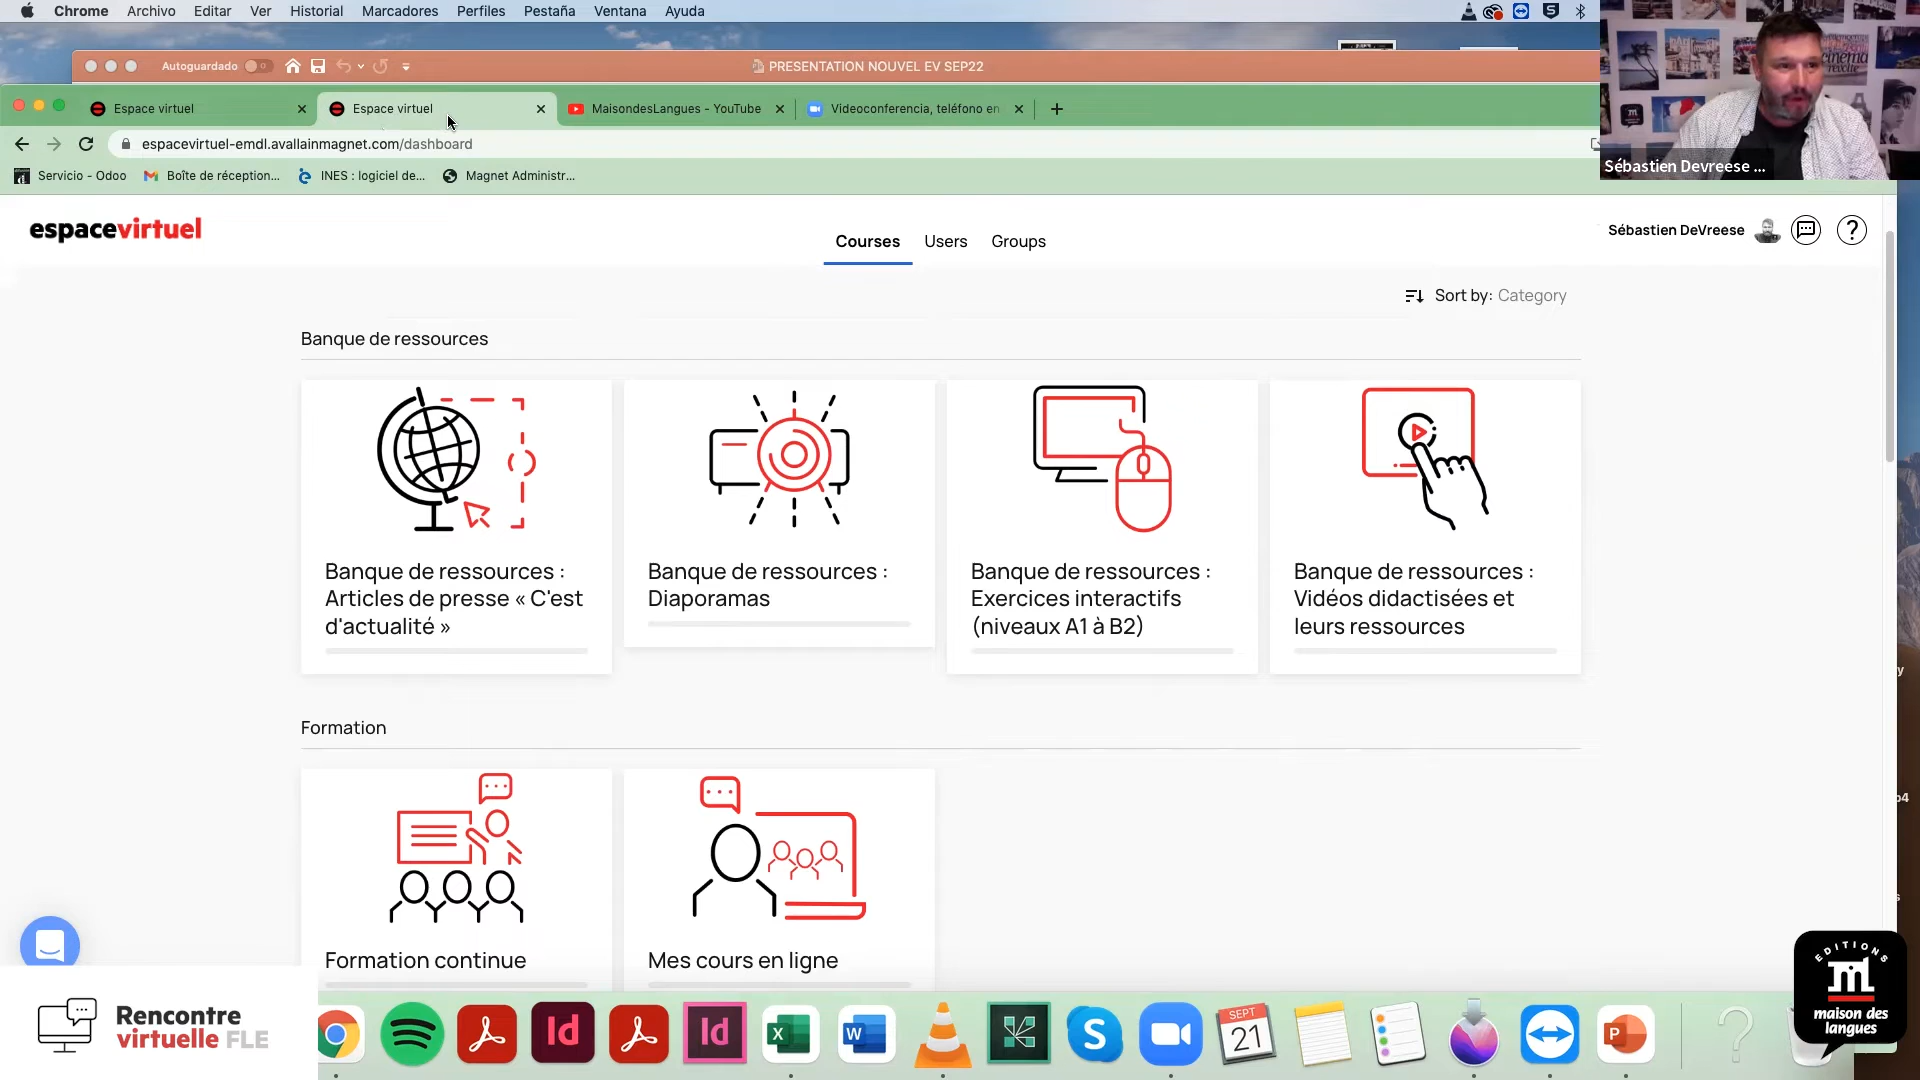 Chrome Archivo Editar Ver Historial Marcadores Perfiles Pestaña Ventana Ayuda
Autoguardado
PRESENTATION NOUVEL EV SEP22
Espace virtuel
Espace virtuel
MaisondesLangues - YouTube
Videoconferencia, teléfono en
espacevirtuel-emdl.avallainmagnet.com/dashboard
Servicio - Odoo
Boîte de réception...
INES : logiciel de...
Magnet Administr...
Sébastien Devreese ...
espacevirtuel
Courses Users Groups
Sébastien DeVreese
?
Sort by: Category
Banque de ressources
Banque de ressources :
Articles de presse « C'est
d'actualité »
Banque de ressources :
Diaporamas
Banque de ressources :
Exercices interactifs
(niveaux A1 à B2)
Banque de ressources :
Vidéos didactisées et
leurs ressources
Formation
Formation continue
Mes cours en ligne
Rencontre
virtuelle FLE
Id
Id
X
W
S
SEPT
21
P
?
EDITIONS
maison des
langues